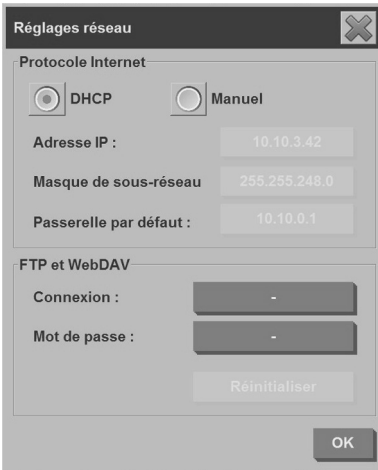 Réglages réseau
Protocole Internet
DHCP
Manuel
Adresse IP :
10.10.3.42
Masque de sous-réseau
255.255.248.0
Passerelle par défaut :
10.10.0.1
FTP et WebDAV
Connexion :
-
Mot de passe :
-
Réinitialiser
OK